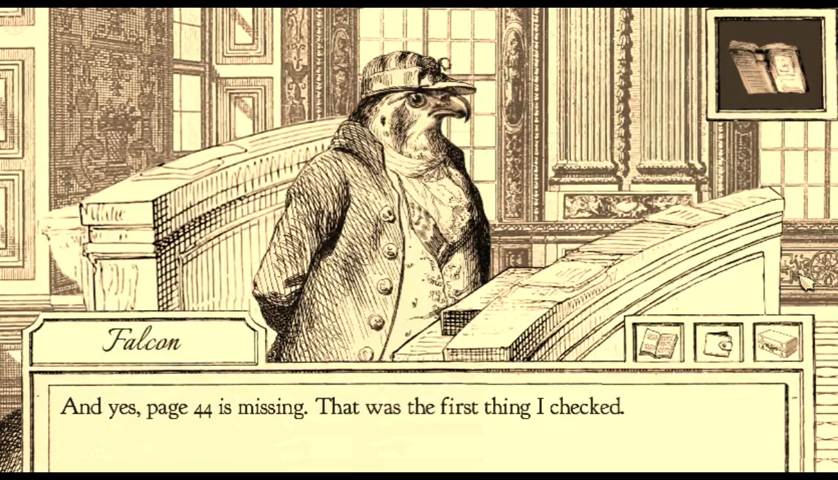 Falcon
And yes, page 44 is missing. That was the first thing I checked.